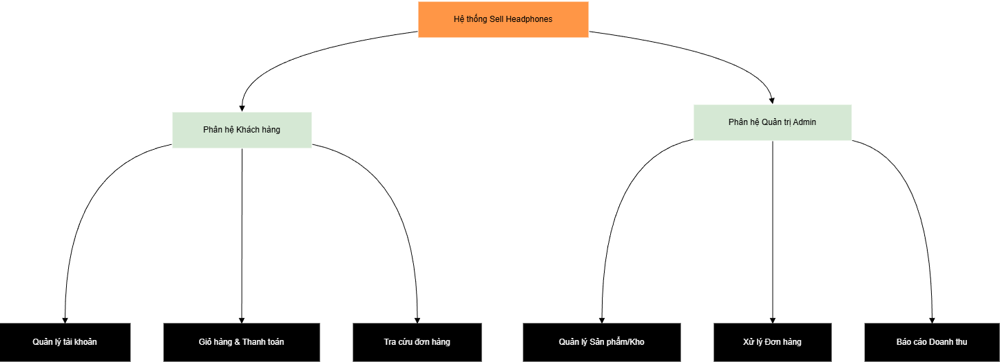 Hệ thống Sell Headphones
Phân hệ Khách hàng
Phân hệ Quản trị Admin
Quản lý tài khoản
Giỏ hàng & Thanh toán
Tra cứu đơn hàng
Quản lý Sản phẩm/Kho
Xử lý Đơn hàng
Báo cáo Doanh thu